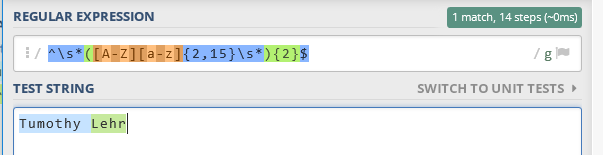 REGULAR EXPRESSION 1 match, 14 steps (~0ms)
/ ^\s*([A-Z][a-z]{2,15}\s*){2}$ / g
TEST STRING SWITCH TO UNIT TESTS
Tumothy Lehr